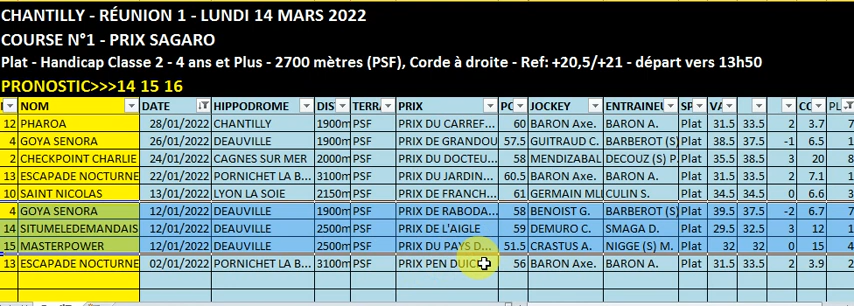 CHANTILLY - RÉUNION 1 - LUNDI 14 MARS 2022
COURSE N°1 - PRIX SAGARO
Plat - Handicap Classe 2 - 4 ans et Plus - 2700 mètres (PSF), Corde à droite - Ref: +20,5/+21 - départ vers 13h50
PRONOSTIC>>>14 15 16
NOM DATE HIPPODROME DIS TERRA PRIX PO JOCKEY ENTRAINEU SP VA CO PL
12 PHAROA 28/01/2022 CHANTILLY 1900m PSF PRIX DU CARREF... 60 BARON Axe. BARON A. Plat 31.5 33.5 2 3.7 7
4 GOYA SENORA 26/01/2022 DEAUVILLE 1900m PSF PRIX DE GRANDOU 57.5 GUITRAUD C. BARBEROT (S) Plat 38.5 37.5 -1 6.5 1
2 CHECKPOINT CHARLIE 24/01/2022 CAGNES SUR MER 2000m PSF PRIX DU DOCTEU... 58 MENDIZABAL DECOUZ (S) P. Plat 35.5 38.5 3 20 8
13 ESCAPADE NOCTURNE 22/01/2022 PORNICHET LA B... 3100m PSF PRIX DU JARDIN... 60.5 BARON Axe. BARON A. Plat 31.5 33.5 2 7.1 1
10 SAINT NICOLAS 13/01/2022 LYON LA SOIE 2150m PSF PRIX DE FRANCH... 61 GERMAIN MLL CULIN S. Plat 34.5 34.5 0 6.6 3
4 GOYA SENORA 12/01/2022 DEAUVILLE 1900m PSF PRIX DE RABODA... 58 BENOIST G. BARBEROT (S) Plat 39.5 37.5 -2 6.7 7
14 SITUMELEDEMANDAIS 12/01/2022 DEAUVILLE 2500m PSF PRIX DE L'AIGLE 59 DEMURO C. SMAGA D. Plat 29.5 32.5 3 12 1
15 MASTERPOWER 12/01/2022 DEAUVILLE 2500m PSF PRIX DU PAYS D... 51.5 CRASTUS A. NIGGE (S) M. Plat 32 32 0 15 4
13 ESCAPADE NOCTURNE 02/01/2022 PORNICHET LA B... 3100m PSF PRIX PEN DUICK 56 BARON Axe. BARON A. Plat 31.5 33.5 2 3.9 2